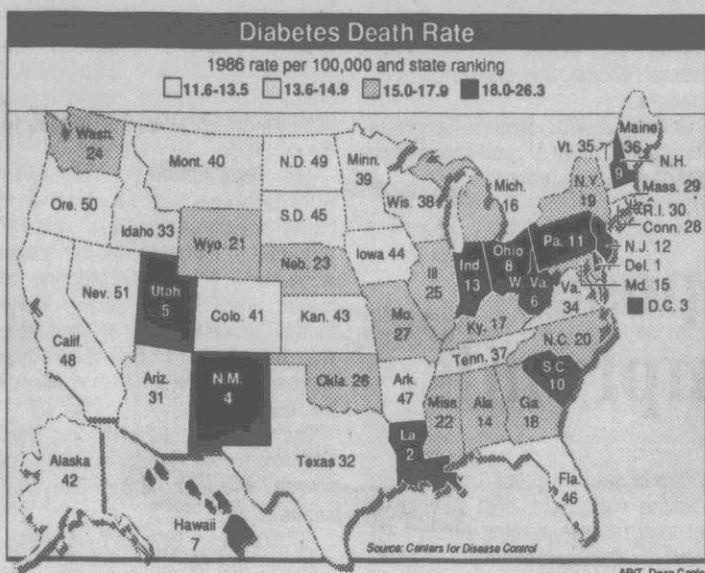 Diabetes Death Rate
1986 rate per 100,000 and state ranking
11.6-13.5 13.6-14.9 15.0-17.9 18.0-26.3
Wash. 24
Ore. 50
Calif. 48
Alaska 42
Nev. 51
Idaho 33
Mont. 40
Wyo. 21
Utah 5
Ariz. 31
Colo. 41
N.M. 4
Hawaii 7
N.D. 49
S.D. 45
Neb. 23
Kan. 43
Okla. 26
Texas 32
Minn. 39
Iowa 44
Mo. 27
Ark. 47
La. 2
Wis. 38
Ill 25
Mich. 16
Ind. 13
Ohio 8
Ky. 17
Tenn. 37
Miss 22
Ala 14
Ga 18
Fla. 46
S.C. 10
N.C. 20
W. Va. 6
Va. 34
Pa. 11
N.Y. 19
Vt. 35
Maine 36
N.H. 9
Mass. 29
R.I. 30
Conn. 28
N.J. 12
Del. 1
Md. 15
D.C. 3
Source: Centers for Disease Control